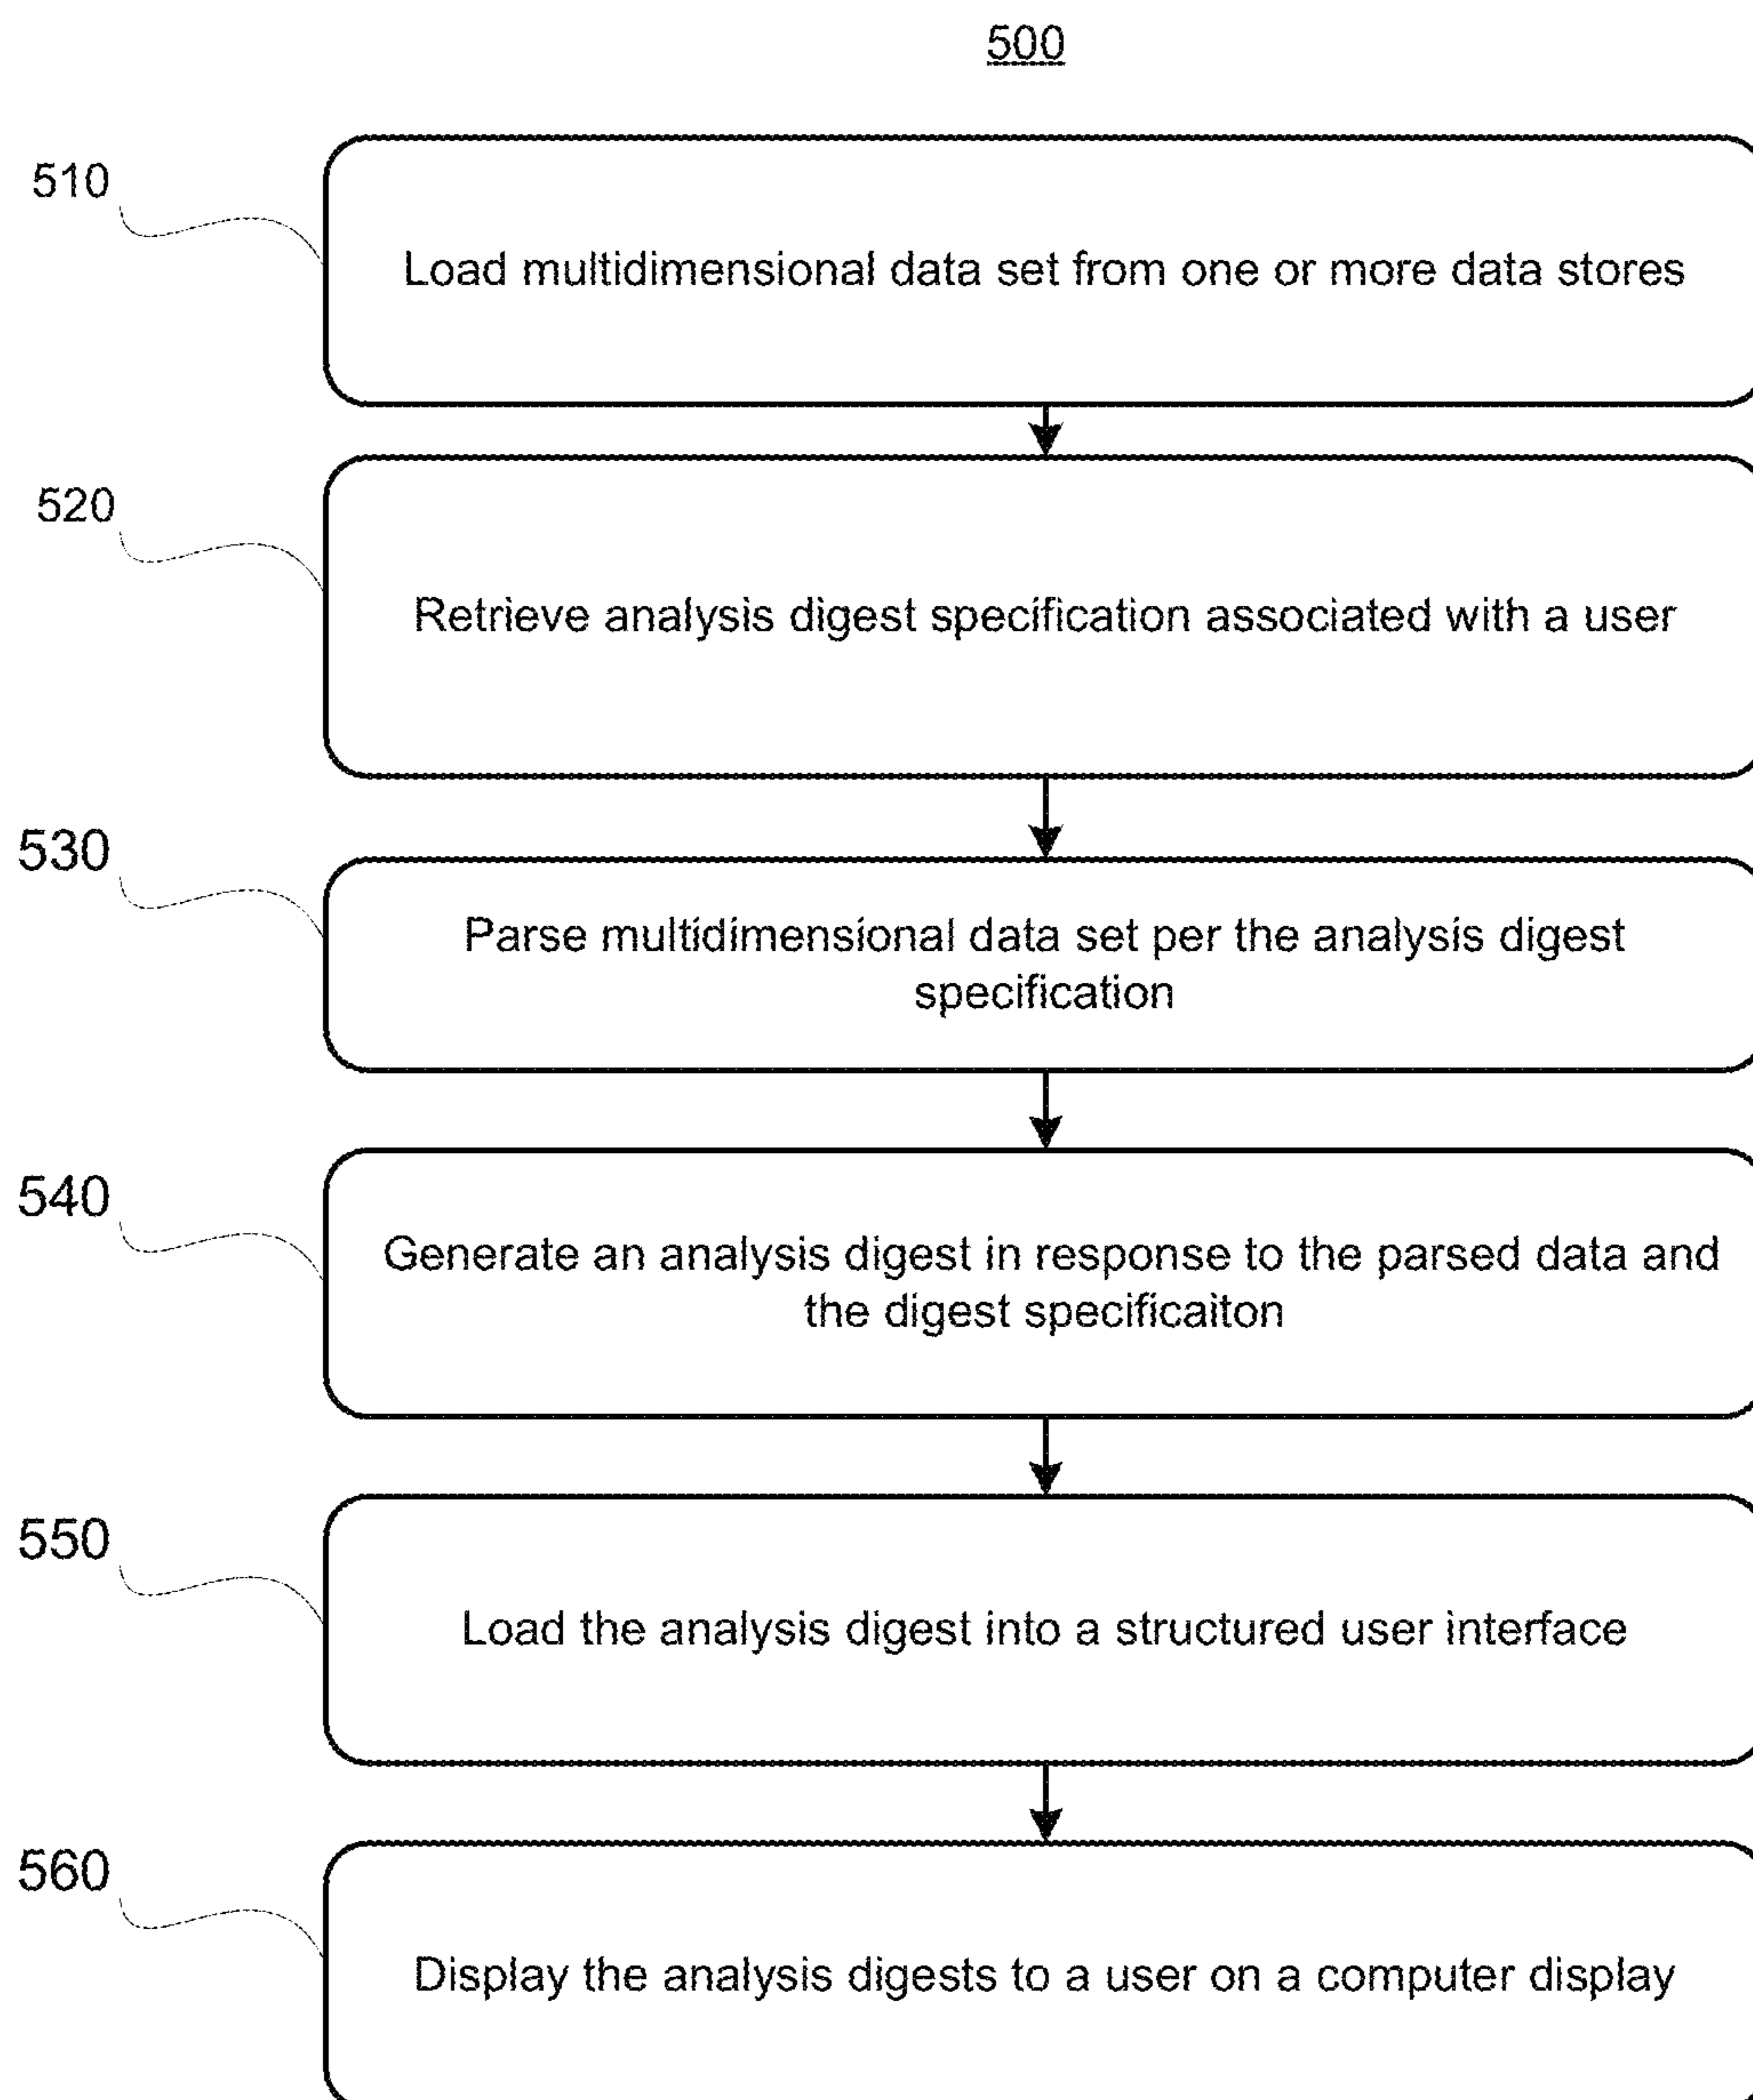 500
510
Load multidimensional data set from one or more data stores
520
Retrieve analysis digest specification associated with a user
530
Parse multidimensional data set per the analysis digest
specification
540
Generate an analysis digest in response to the parsed data and
the digest specificaiton
550
Load the analysis digest into a structured user interface
560
Display the analysis digests to a user on a computer display